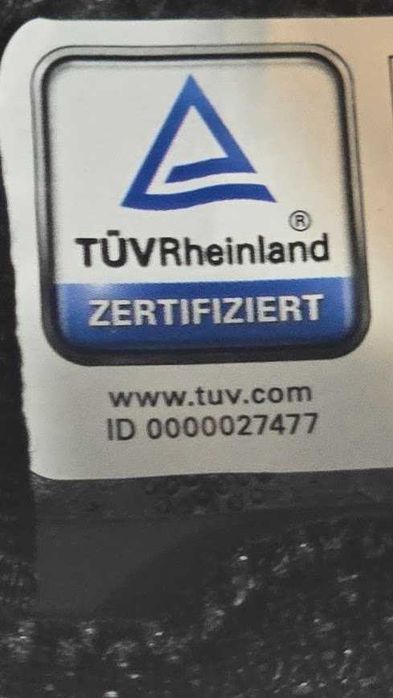 ®
TÜVRheinland
ZERTIFIZIERT
www.tuv.com
ID 0000027477